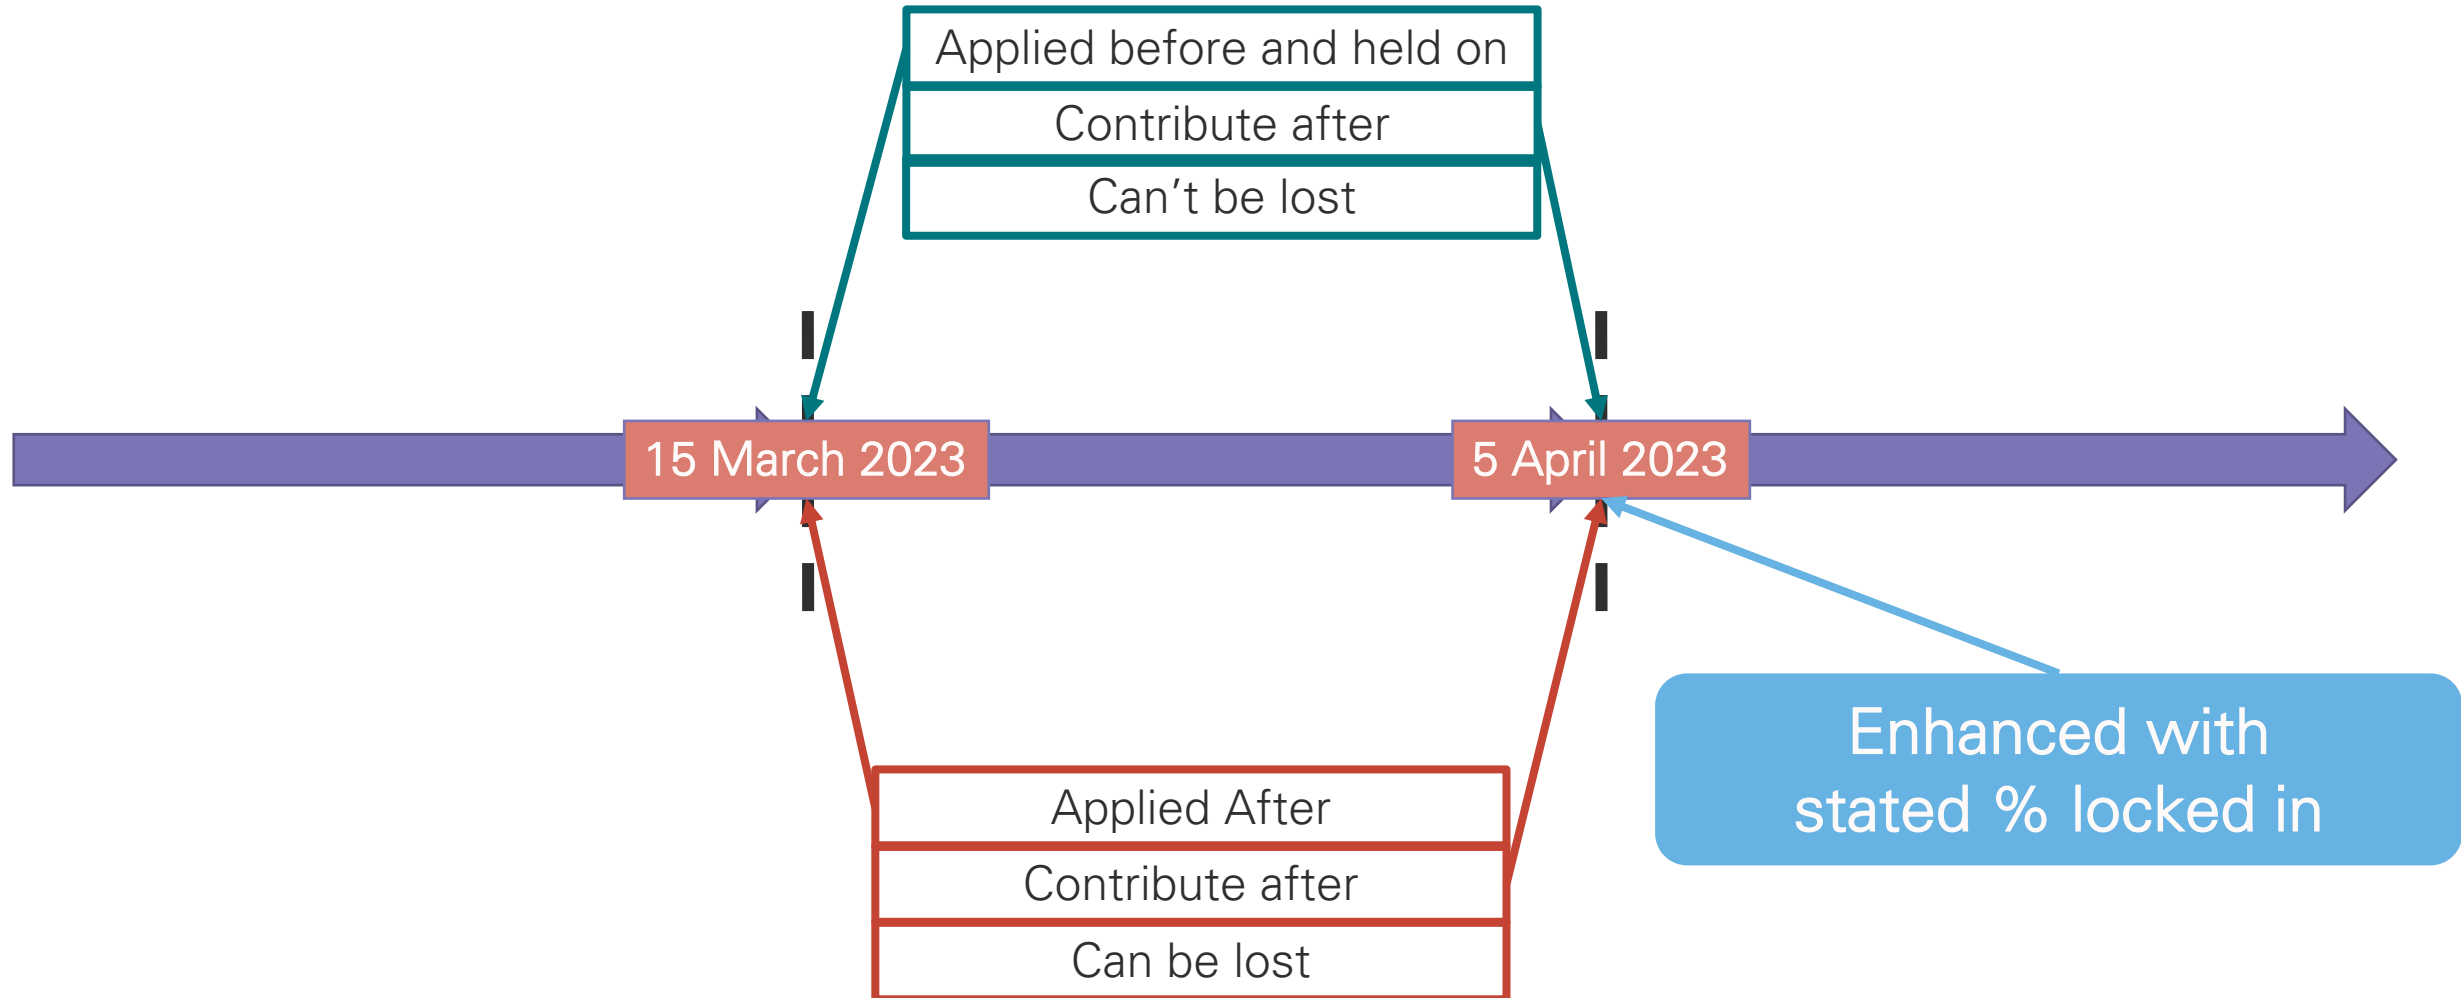 Applied before and held on
Contribute after
Can’t be lost
15 March 2023
5 April 2023
Enhanced with
stated % locked in
Applied After
Contribute after
Can be lost